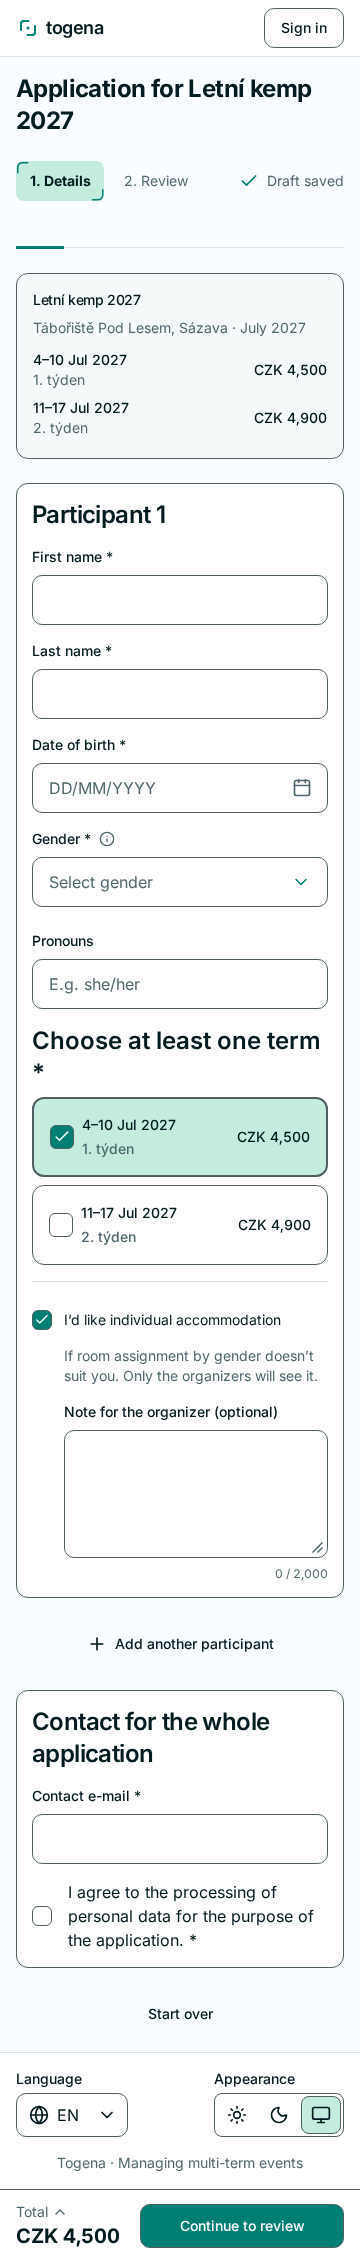 togena
Sign in
Application for Letní kemp
2027
1. Details
2. Review
Draft saved
Letní kemp 2027
Tábořiště Pod Lesem, Sázava · July 2027
4–10 Jul 2027
CZK 4,500
1. týden
11–17 Jul 2027
CZK 4,900
2. týden
Participant 1
First name *
Last name *
Date of birth *
DD/MM/YYYY
Gender *
Select gender
Pronouns
E.g. she/her
Choose at least one term
*
4–10 Jul 2027
CZK 4,500
1. týden
11–17 Jul 2027
CZK 4,900
2. týden
I’d like individual accommodation
If room assignment by gender doesn’t
suit you. Only the organizers will see it.
Note for the organizer (optional)
0 / 2,000
Add another participant
Contact for the whole
application
Contact e-mail *
I agree to the processing of
personal data for the purpose of
the application. *
Start over
Language
Appearance
EN
Togena · Managing multi-term events
Total
CZK 4,500
Continue to review